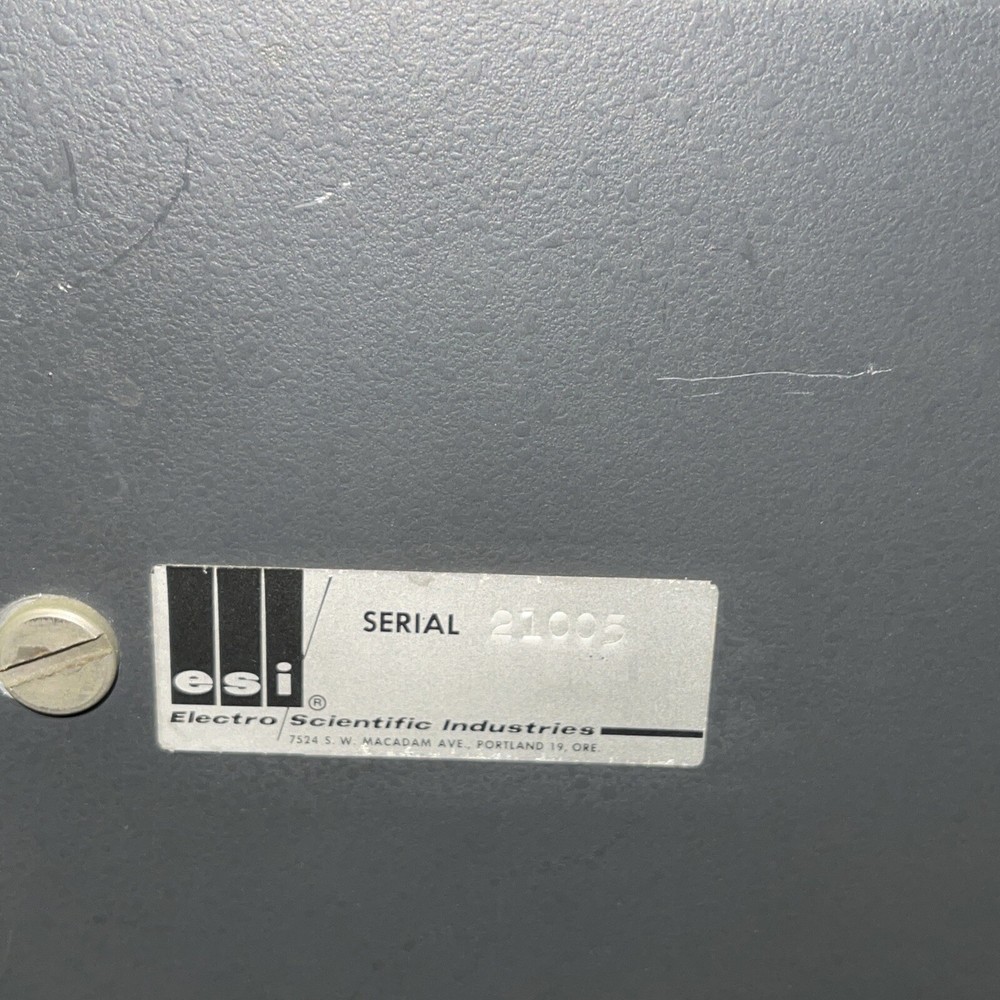 SERIAL 21005
esi®
Electro Scientific Industries
7524 S. W. MACADAM AVE., PORTLAND 19, ORE.